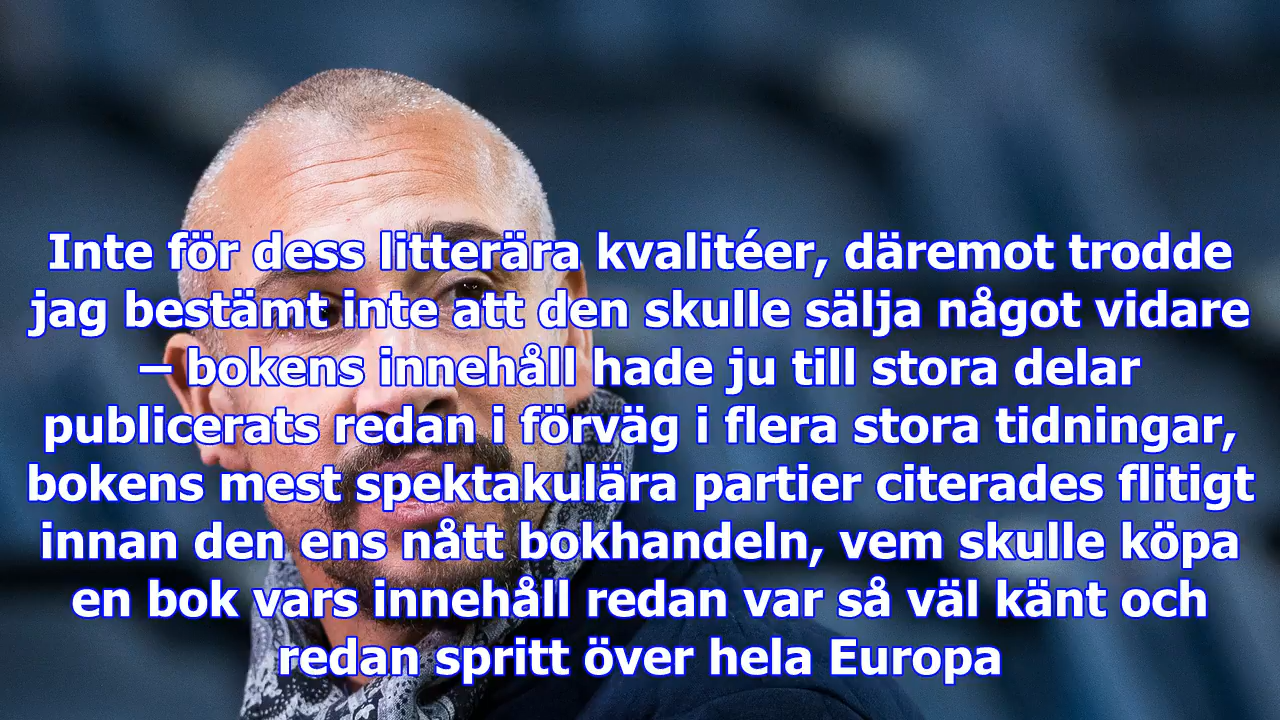 Inte för dess litterära kvalitéer, däremot trodde
jag bestämt inte att den skulle sälja något vidare
– bokens innehåll hade ju till stora delar
publicerats redan i förväg i flera stora tidningar,
bokens mest spektakulära partier citerades flitigt
innan den ens nått bokhandeln, vem skulle köpa
en bok vars innehåll redan var så väl känt och
redan spritt över hela Europa